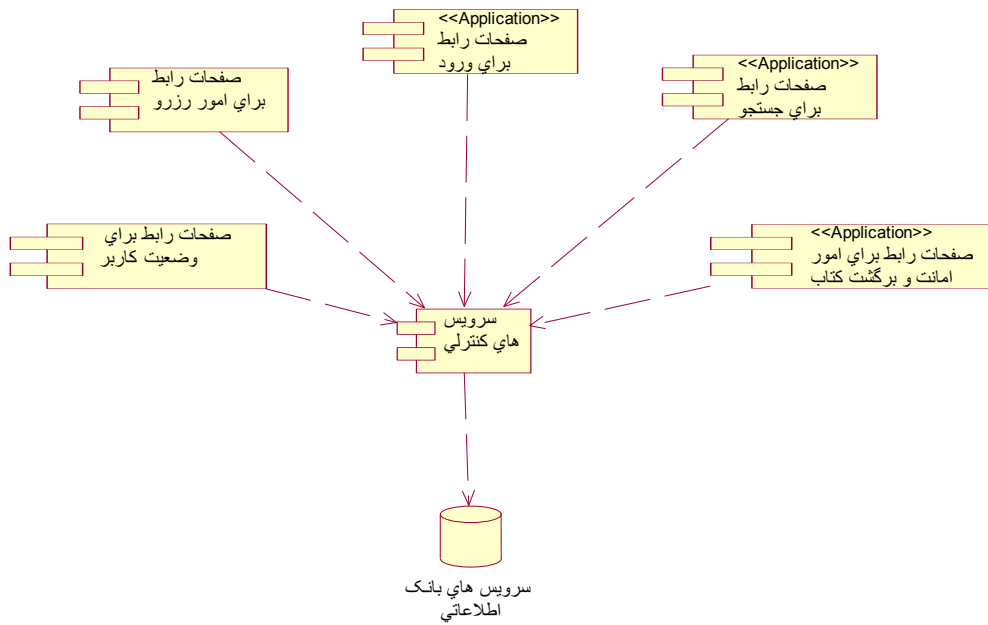 <<Application>>
صفحات رابط
براي ورود
<<Application>>
صفحات رابط
براي جستجو
صفحات رابط
براي امور رزرو
صفحات رابط براي
وضعيت كاربر
<<Application>>
صفحات رابط براي امور
امانت و برگشت كتاب
سرويس
هاي كنترلي
سرويس هاي بانک
اطلاعاتي